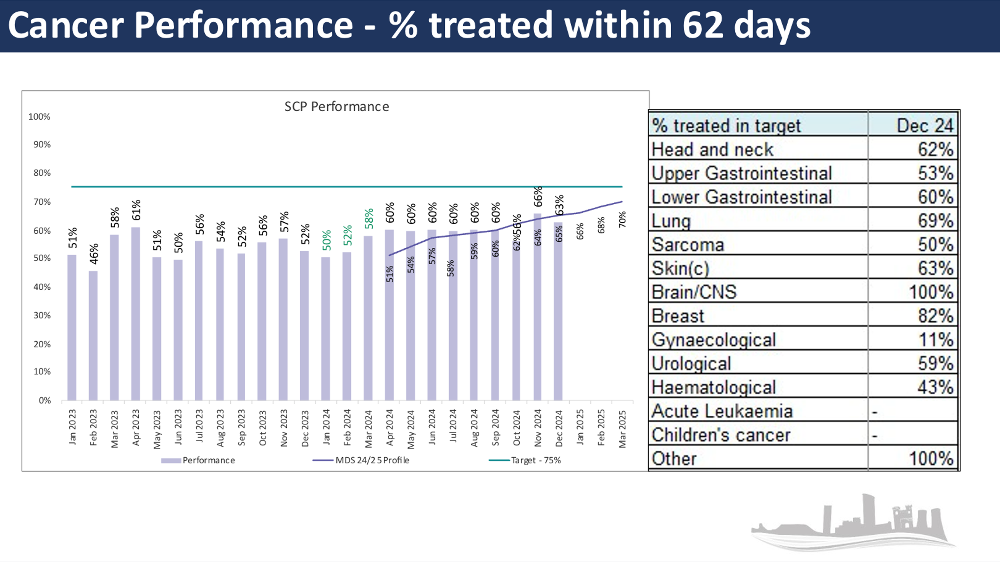 Cancer Performance - % treated within 62 days
SCP Performance
100%
90%
80%
70%
60%
50%
40%
30%
20%
10%
0%
51%
46%
58%
61%
51%
50%
56%
54%
52%
56%
57%
52%
50%
52%
58%
60%
60%
60%
60%
60%
60%
56%
66%
63%
51%
54%
57%
58%
59%
60%
62%
64%
65%
66%
68%
70%
Jan 2023
Feb 2023
Mar 2023
Apr 2023
May 2023
Jun 2023
Jul 2023
Aug 2023
Sep 2023
Oct 2023
Nov 2023
Dec 2023
Jan 2024
Feb 2024
Mar 2024
Apr 2024
May 2024
Jun 2024
Jul 2024
Aug 2024
Sep 2024
Oct 2024
Nov 2024
Dec 2024
Jan 2025
Feb 2025
Mar 2025
Performance
MDS 24/25 Profile
Target - 75%
% treated in target Dec 24
Head and neck 62%
Upper Gastrointestinal 53%
Lower Gastrointestinal 60%
Lung 69%
Sarcoma 50%
Skin(c) 63%
Brain/CNS 100%
Breast 82%
Gynaecological 11%
Urological 59%
Haematological 43%
Acute Leukaemia -
Children's cancer -
Other 100%